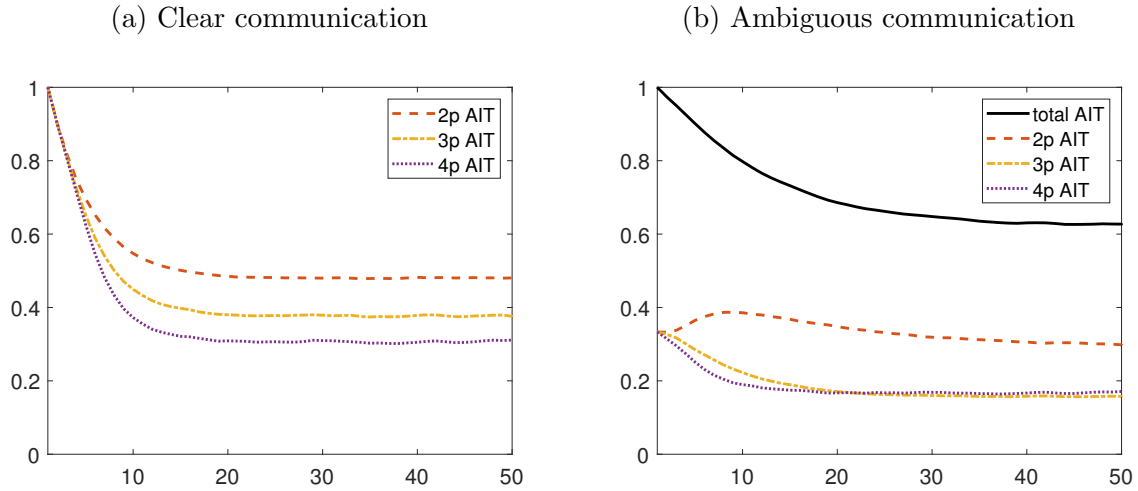 (a) Clear communication
1
0.8
0.6
0.4
0.2
0
10 20 30 40 50
2p AIT
3p AIT
4p AIT
(b) Ambiguous communication
1
0.8
0.6
0.4
0.2
0
10 20 30 40 50
total AIT
2p AIT
3p AIT
4p AIT